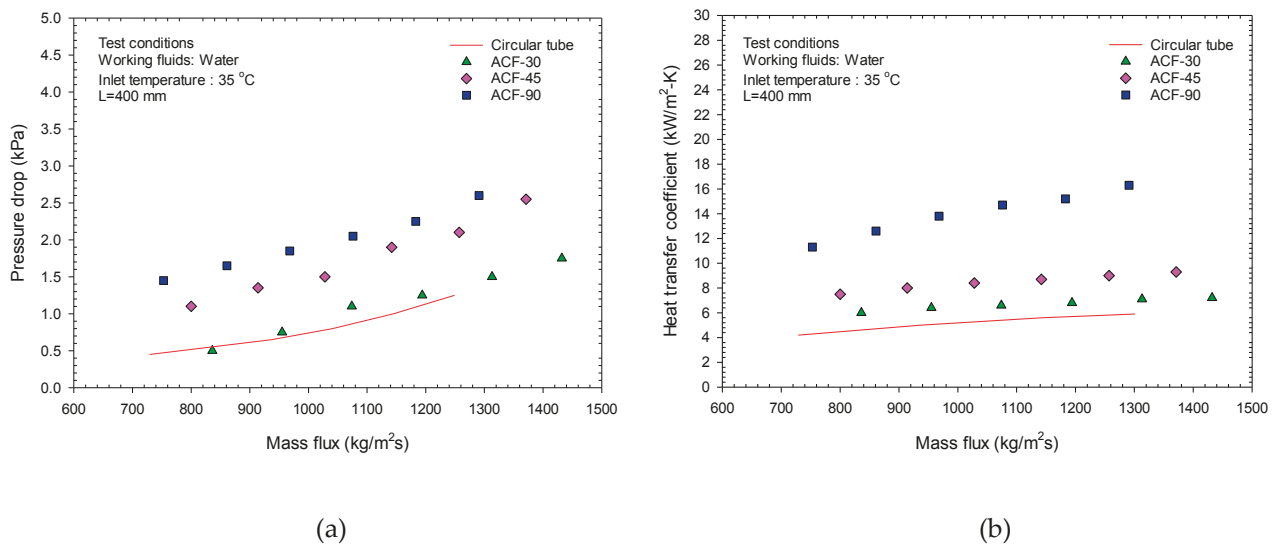 5.0
4.5
4.0
3.5
3.0
2.5
2.0
1.5
1.0
0.5
0.0
Pressure drop (kPa)
Test conditions
Working fluids: Water
Inlet temperature : 35 °C
L=400 mm
Circular tube
ACF-30
ACF-45
ACF-90
600 700 800 900 1000 1100 1200 1300 1400 1500
Mass flux (kg/m²s)
(a)
30
28
26
24
22
20
18
16
14
12
10
8
6
4
2
0
Heat transfer coefficient (kW/m²-K)
Test conditions
Working fluids: Water
Inlet temperature : 35 °C
L=400 mm
Circular tube
ACF-30
ACF-45
ACF-90
600 700 800 900 1000 1100 1200 1300 1400 1500
Mass flux (kg/m²s)
(b)